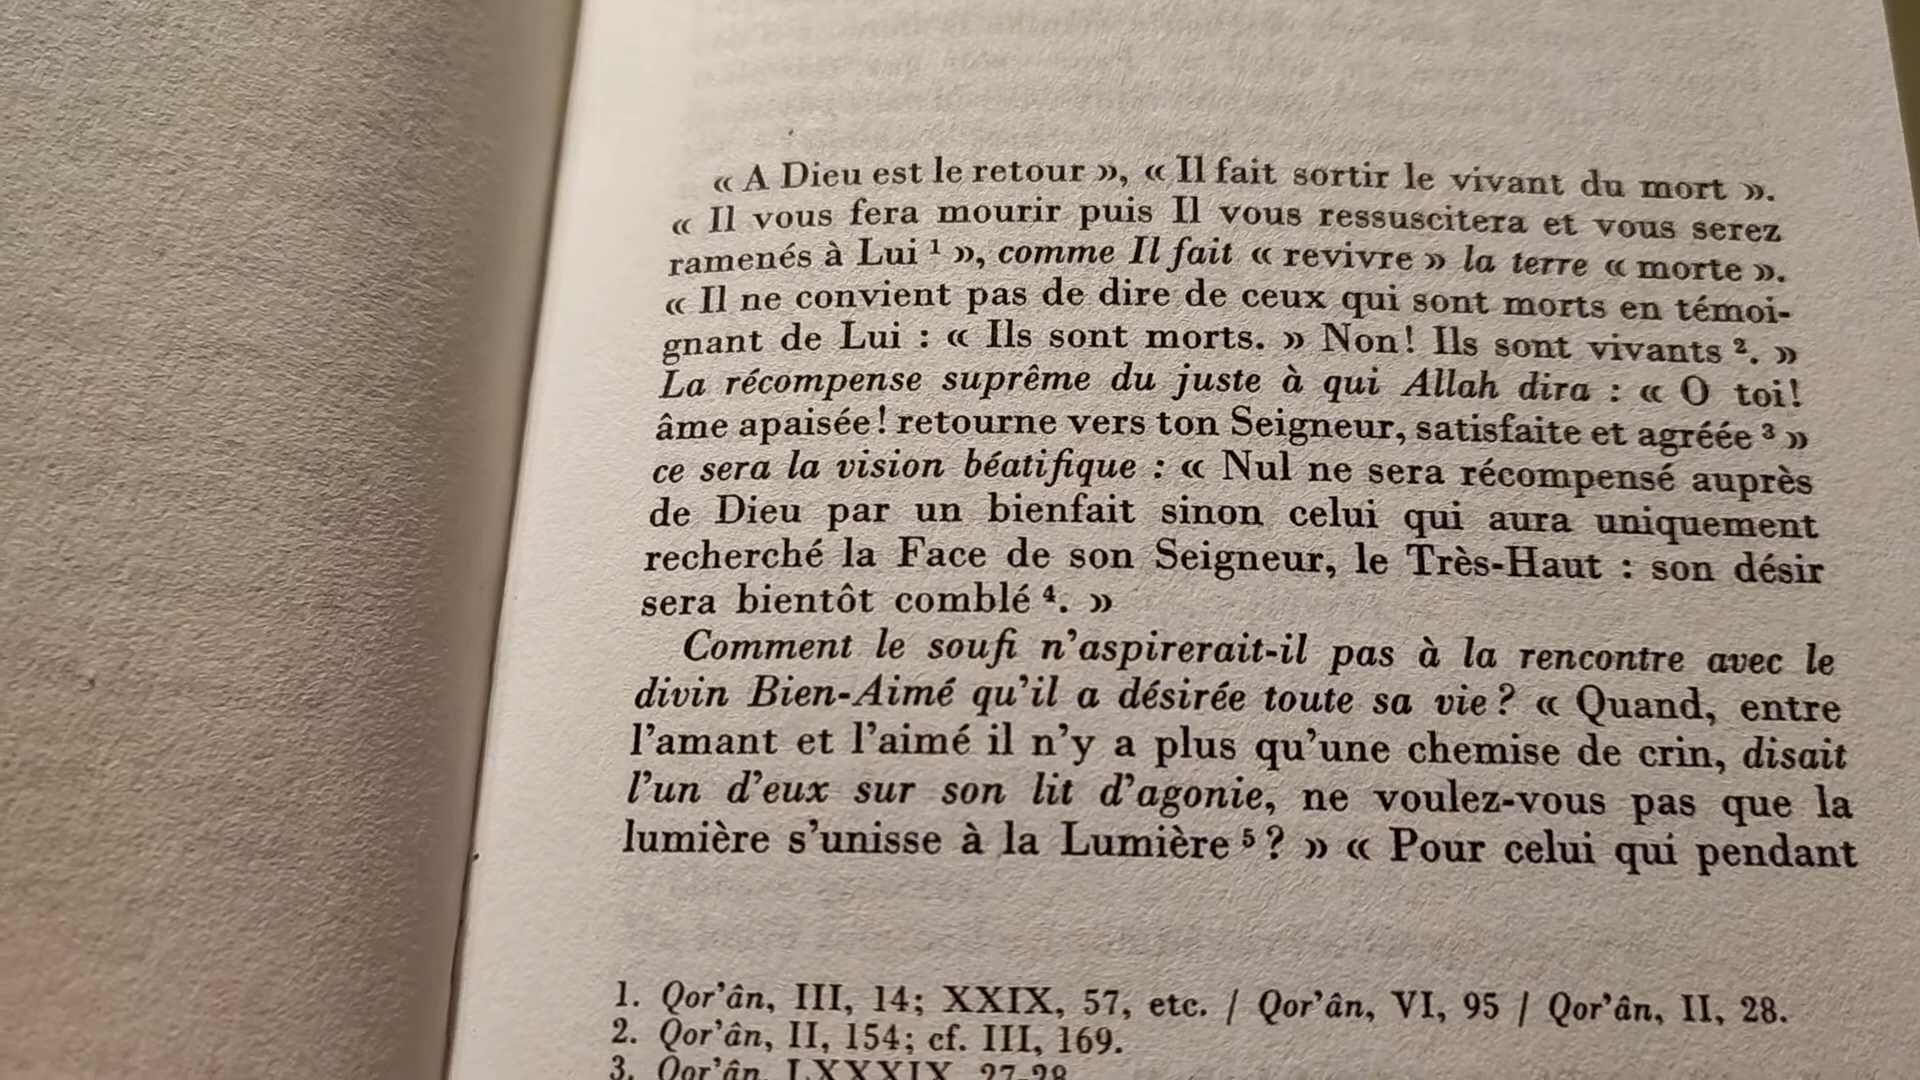 « A Dieu est le retour », « Il fait sortir le vivant du mort ».
« Il vous fera mourir puis Il vous ressuscitera et vous serez
ramenés à Lui ¹ », comme Il fait « revivre » la terre « morte ».
« Il ne convient pas de dire de ceux qui sont morts en témoi-
gnant de Lui : « Ils sont morts. » Non! Ils sont vivants ². »
La récompense suprême du juste à qui Allah dira : « O toi!
âme apaisée! retourne vers ton Seigneur, satisfaite et agréée ³ »
ce sera la vision béatifique : « Nul ne sera récompensé auprès
de Dieu par un bienfait sinon celui qui aura uniquement
recherché la Face de son Seigneur, le Très-Haut : son désir
sera bientôt comblé ⁴. »
Comment le soufi n'aspirerait-il pas à la rencontre avec le
divin Bien-Aimé qu'il a désirée toute sa vie? « Quand, entre
l'amant et l'aimé il n'y a plus qu'une chemise de crin, disait
l'un d'eux sur son lit d'agonie, ne voulez-vous pas que la
lumière s'unisse à la Lumière ⁵? » « Pour celui qui pendant
1. Qor'ân, III, 14; XXIX, 57, etc. / Qor'ân, VI, 95 / Qor'ân, II, 28.
2. Qor'ân, II, 154; cf. III, 169.
3. Qor'ân, LXXXIX, 27-28